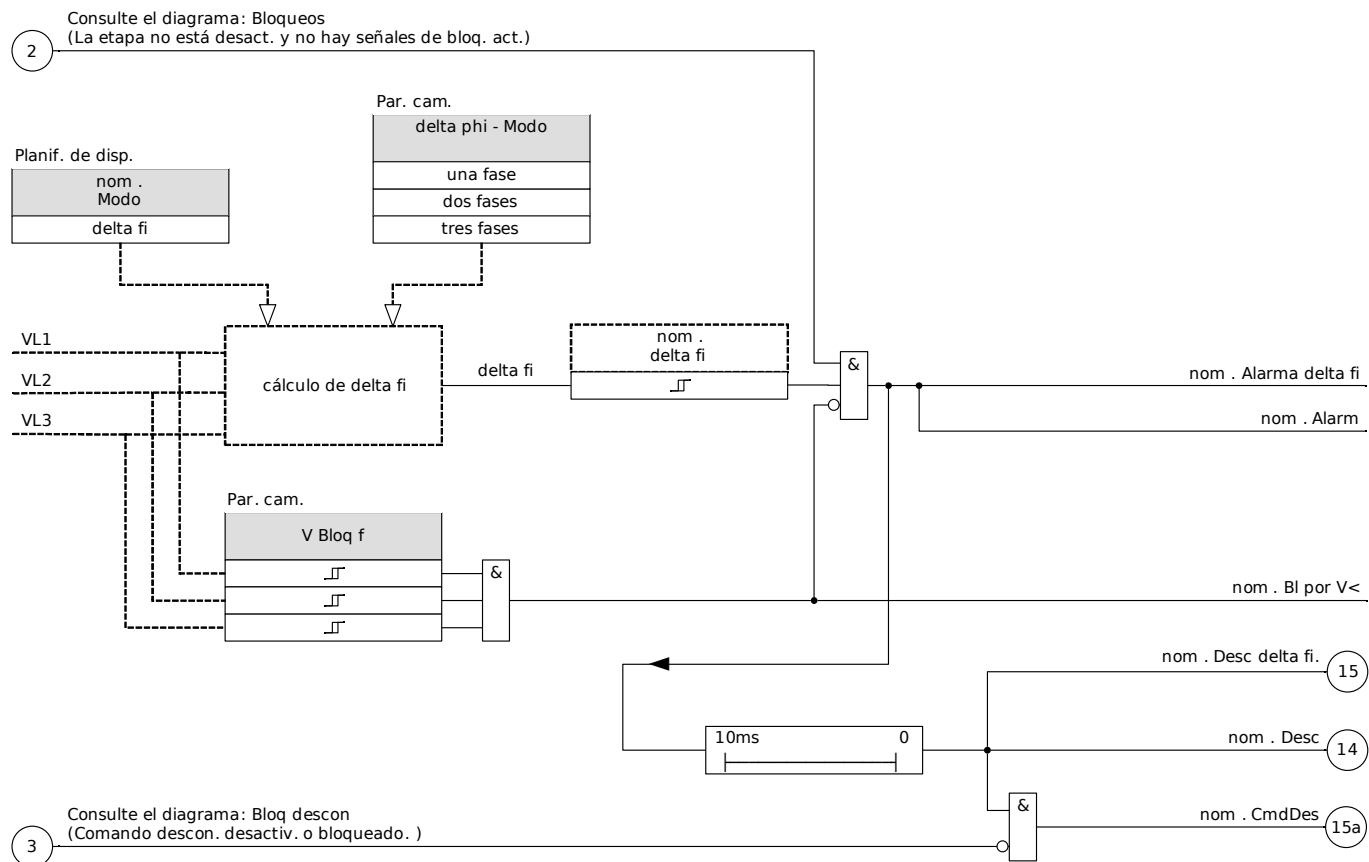 Consulte el diagrama: Bloqueos
(La etapa no está desact. y no hay señales de bloq. act.)
2
Par. cam.
delta phi - Modo
una fase
dos fases
tres fases
Planif. de disp.
nom .
Modo
delta fi
VL1
VL2
VL3
cálculo de delta fi
delta fi
nom .
delta fi
&
nom . Alarma delta fi
nom . Alarm
Par. cam.
V Bloq f
&
nom . Bl por V<
nom . Desc delta fi.
15
10ms 0
nom . Desc
14
&
nom . CmdDes
15a
Consulte el diagrama: Bloq descon
(Comando descon. desactiv. o bloqueado. )
3